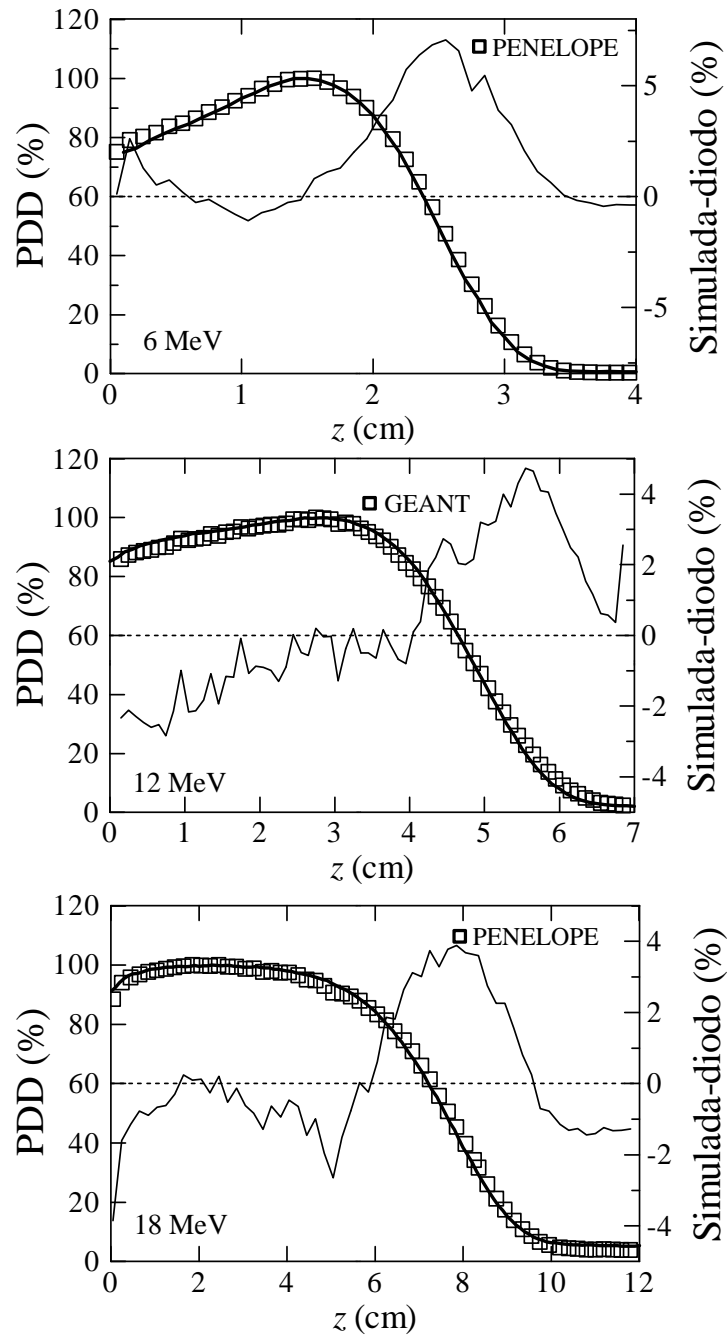 120
100
80
60
40
20
0
PDD (%)
PENELOPE
6 MeV
5
0
-5
Simulada-diodo (%)
0 1 2 3 4
z (cm)
120
100
80
60
40
20
0
PDD (%)
GEANT
12 MeV
4
2
0
-2
-4
Simulada-diodo (%)
0 1 2 3 4 5 6 7
z (cm)
120
100
80
60
40
20
0
PDD (%)
PENELOPE
18 MeV
4
2
0
-2
-4
Simulada-diodo (%)
0 2 4 6 8 10 12
z (cm)